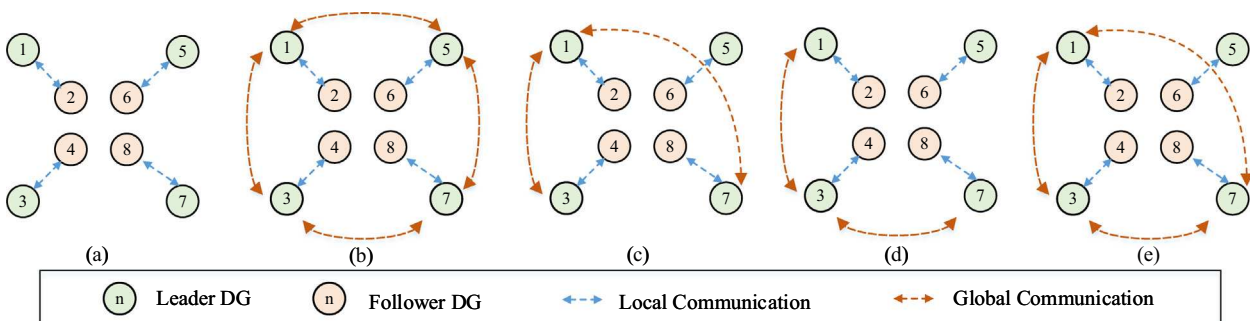 1 5 1 5 1 5 1 5 1 5
2 6 2 6 2 6 2 6 2 6
4 8 4 8 4 8 4 8 4 8
3 7 3 7 3 7 3 7 3 7
(a) (b) (c) (d) (e)
n Leader DG n Follower DG Local Communication Global Communication